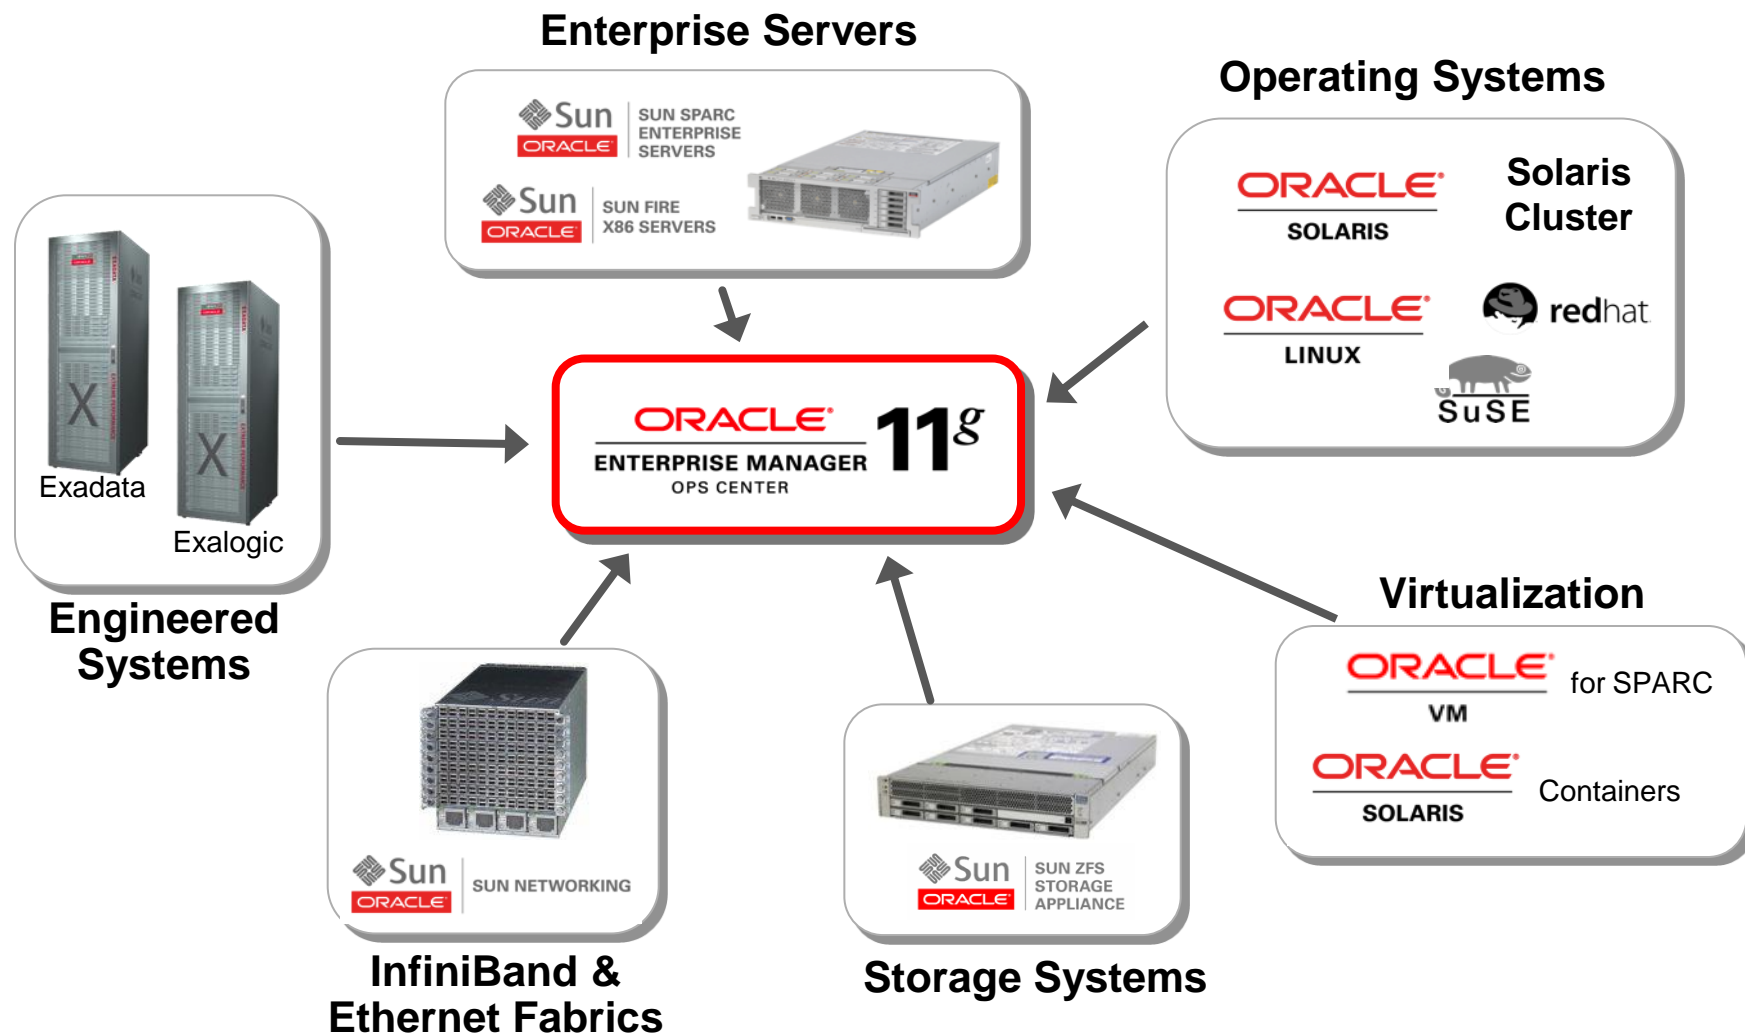 Enterprise Servers
Sun
ORACLE
SUN SPARC
ENTERPRISE
SERVERS
Sun
ORACLE
SUN FIRE
X86 SERVERS
Operating Systems
ORACLE
SOLARIS
Solaris
Cluster
ORACLE
LINUX
redhat.
SuSE
X
Exadata
X
Exalogic
Engineered
Systems
ORACLE
ENTERPRISE MANAGER
OPS CENTER
11g
Virtualization
ORACLE
VM
for SPARC
ORACLE
SOLARIS
Containers
Sun
ORACLE
SUN NETWORKING
InfiniBand &
Ethernet Fabrics
Sun
ORACLE
SUN ZFS
STORAGE
APPLIANCE
Storage Systems